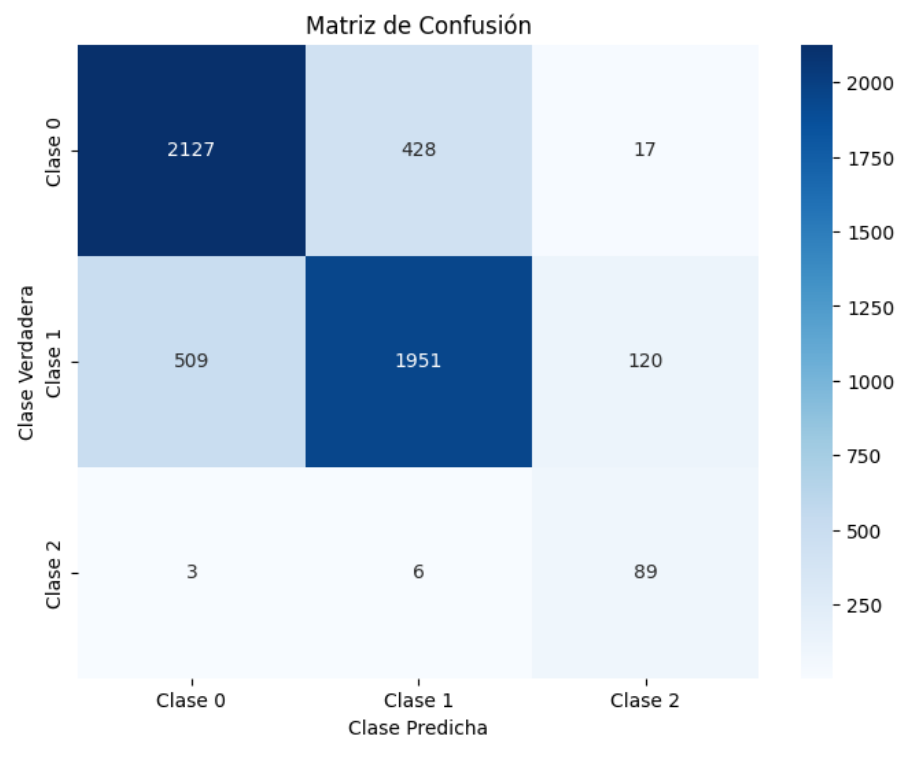 Matriz de Confusión
Clase Verdadera
Clase 0
2127 428 17
Clase 1
509 1951 120
Clase 2
3 6 89
Clase 0 Clase 1 Clase 2
Clase Predicha
2000
1750
1500
1250
1000
750
500
250